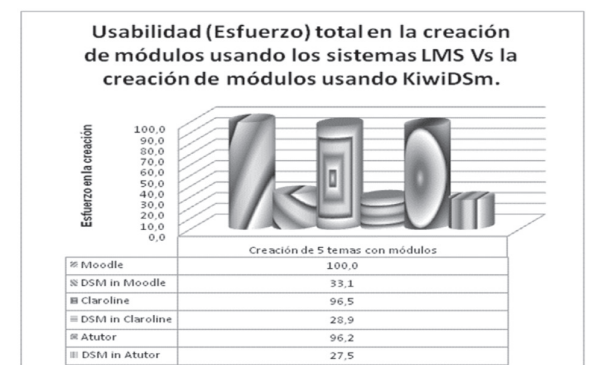 Usabilidad (Esfuerzo) total en la creación
de módulos usando los sistemas LMS Vs la
creación de módulos usando KiwiDSm.
Esfuerzo en la creación
100,0
90,0
80,0
70,0
60,0
50,0
40,0
30,0
20,0
10,0
0,0
Creación de 5 temas con módulos
Moodle 100,0
DSM in Moodle 33,1
Claroline 96,5
DSM in Claroline 28,9
Atutor 96,2
DSM in Atutor 27,5